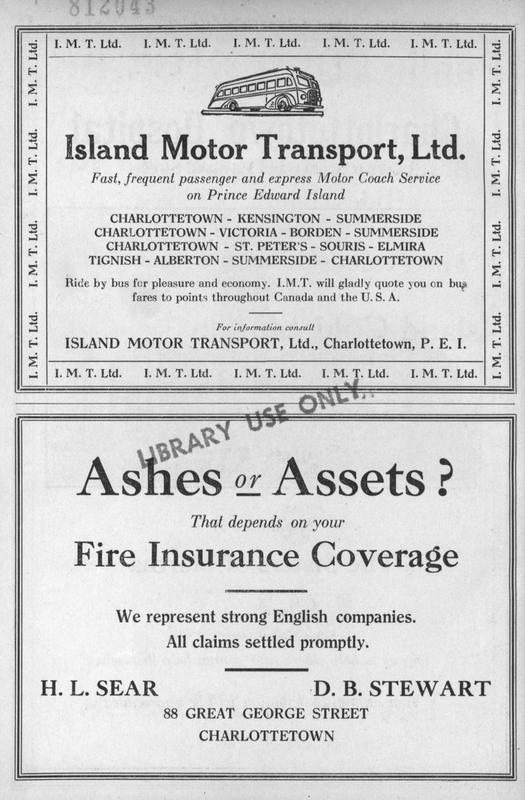 812043
I. M. T. Ltd. I. M. T. Ltd. I. M. T. Ltd. I. M. T. Ltd. I. M. T. Ltd.
I. M. T. Ltd. I. M. T. Ltd. I. M. T. Ltd. I. M. T. Ltd.
Island Motor Transport, Ltd.
Fast, frequent passenger and express Motor Coach Service
on Prince Edward Island
CHARLOTTETOWN - KENSINGTON - SUMMERSIDE
CHARLOTTETOWN - VICTORIA - BORDEN - SUMMERSIDE
CHARLOTTETOWN - ST. PETER'S - SOURIS - ELMIRA
TIGNISH - ALBERTON - SUMMERSIDE - CHARLOTTETOWN
Ride by bus for pleasure and economy. I.M.T. will gladly quote you on bus
fares to points throughout Canada and the U. S. A.
For information consult
ISLAND MOTOR TRANSPORT, Ltd., Charlottetown, P. E. I.
I. M. T. Ltd. I. M. T. Ltd. I. M. T. Ltd. I. M. T. Ltd.
I. M. T. Ltd. I. M. T. Ltd. I. M. T. Ltd. I. M. T. Ltd. I. M. T. Ltd.
LIBRARY USE ONLY
Ashes or Assets?
That depends on your
Fire Insurance Coverage
We represent strong English companies.
All claims settled promptly.
H. L. SEAR D. B. STEWART
88 GREAT GEORGE STREET
CHARLOTTETOWN